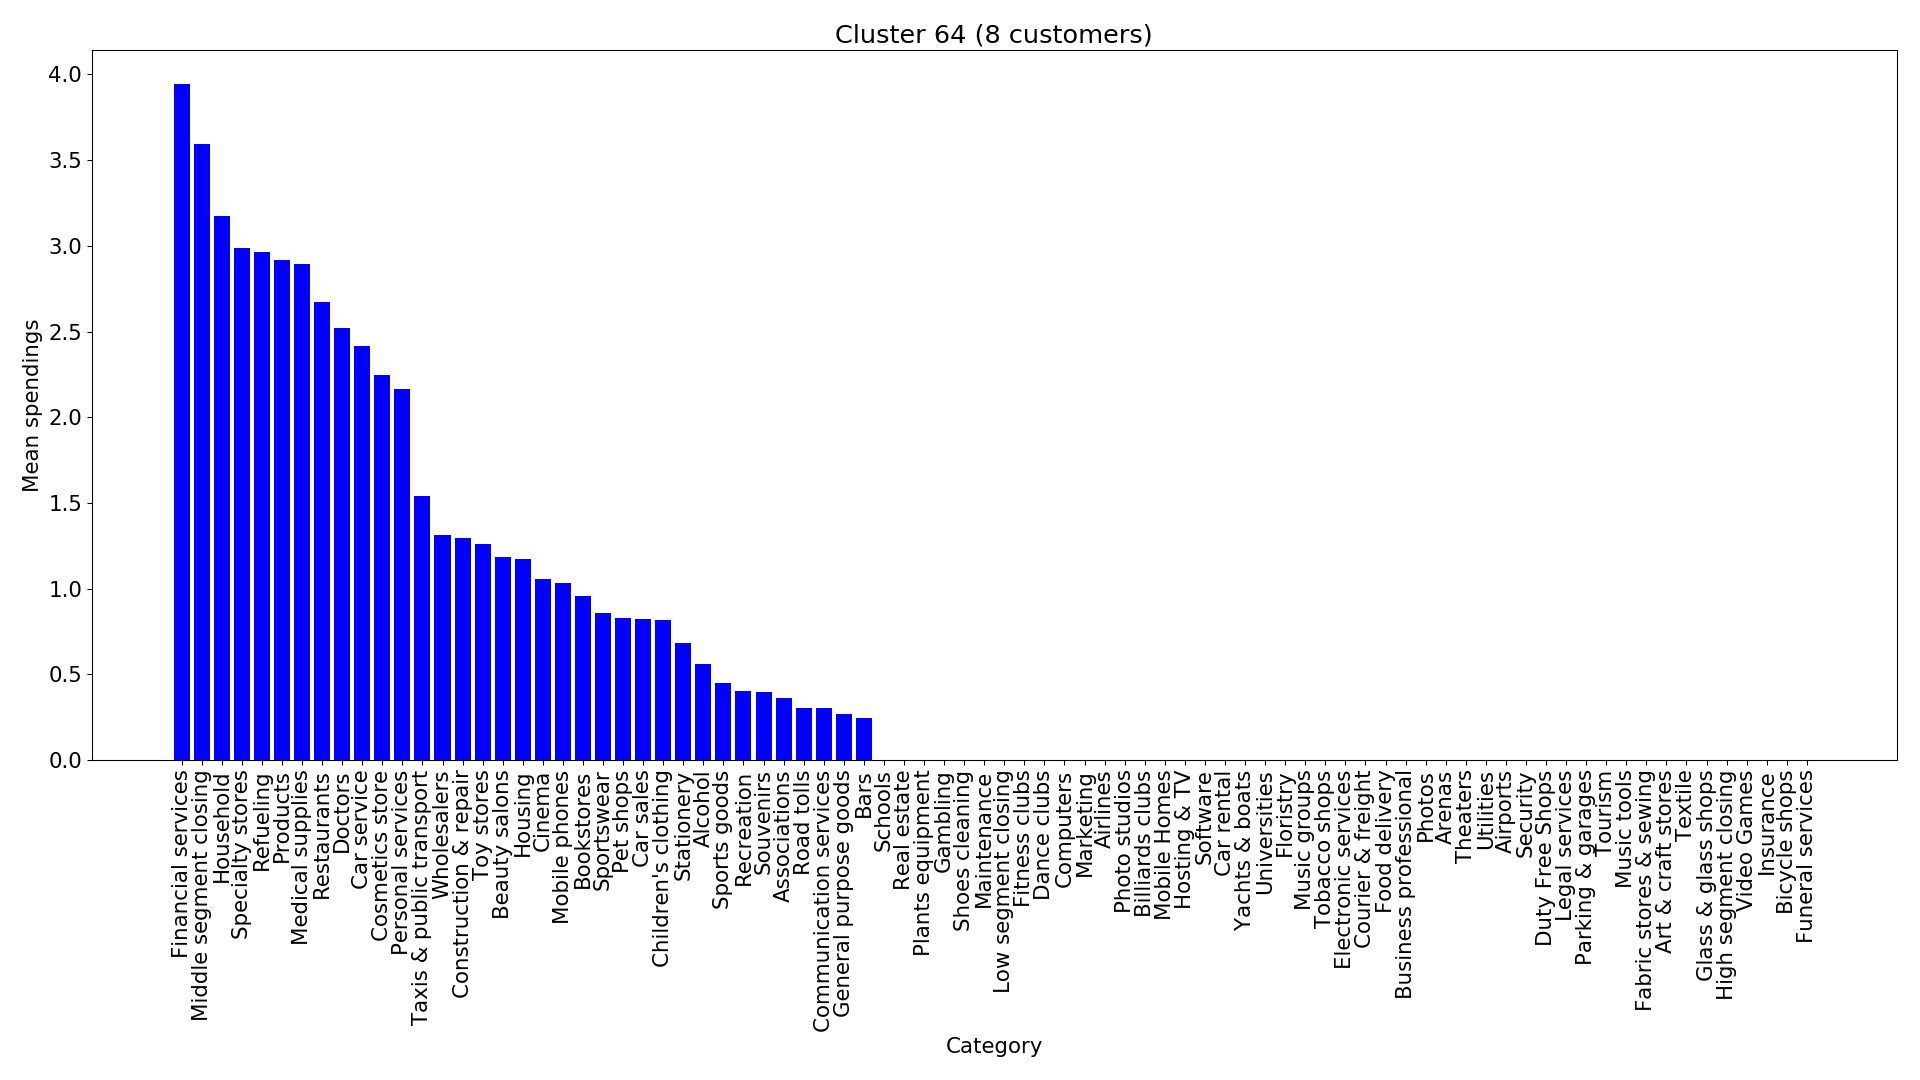 Cluster 64 (8 customers)
4.0
3.5
3.0
2.5
2.0
1.5
1.0
0.5
0.0
Mean spendings
Financial services
Middle segment closing
Household
Specialty stores
Refueling
Products
Medical supplies
Restaurants
Doctors
Car service
Cosmetics store
Personal services
Taxis & public transport
Wholesalers
Construction & repair
Toy stores
Beauty salons
Housing
Cinema
Mobile phones
Bookstores
Sportswear
Pet shops
Car sales
Children's clothing
Stationery
Alcohol
Sports goods
Recreation
Souvenirs
Associations
Road tolls
Communication services
General purpose goods
Bars
Schools
Real estate
Plants equipment
Gambling
Shoes cleaning
Maintenance
Low segment closing
Fitness clubs
Dance clubs
Computers
Marketing
Airlines
Photo studios
Billiards clubs
Mobile Homes
Hosting & TV
Software
Car rental
Yachts & boats
Universities
Floristry
Music groups
Tobacco shops
Electronic services
Courier & freight
Food delivery
Business professional
Photos
Arenas
Theaters
Utilities
Airports
Security
Duty Free Shops
Legal services
Parking & garages
Tourism
Music tools
Fabric stores & sewing
Art & craft stores
Textile
Glass & glass shops
High segment closing
Video Games
Insurance
Bicycle shops
Funeral services
Category